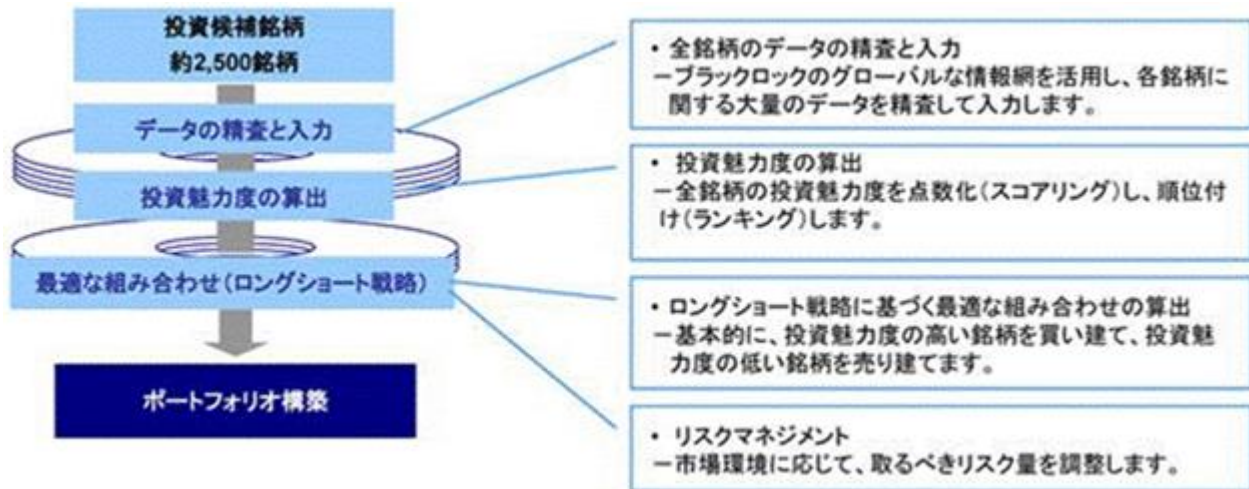 投資候補銘柄
約2,500銘柄
データの精査と入力
投資魅力度の算出
最適な組み合わせ(ロングショート戦略)
ポートフォリオ構築
・ 全銘柄のデータの精査と入力
－ブラックロックのグローバルな情報網を活用し、各銘柄に
関する大量のデータを精査して入力します。
・ 投資魅力度の算出
－全銘柄の投資魅力度を点数化(スコアリング)し、順位付
け(ランキング)します。
・ ロングショート戦略に基づく最適な組み合わせの算出
－基本的に、投資魅力度の高い銘柄を買い建て、投資魅
力度の低い銘柄を売り建てます。
・ リスクマネジメント
－市場環境に応じて、取るべきリスク量を調整します。